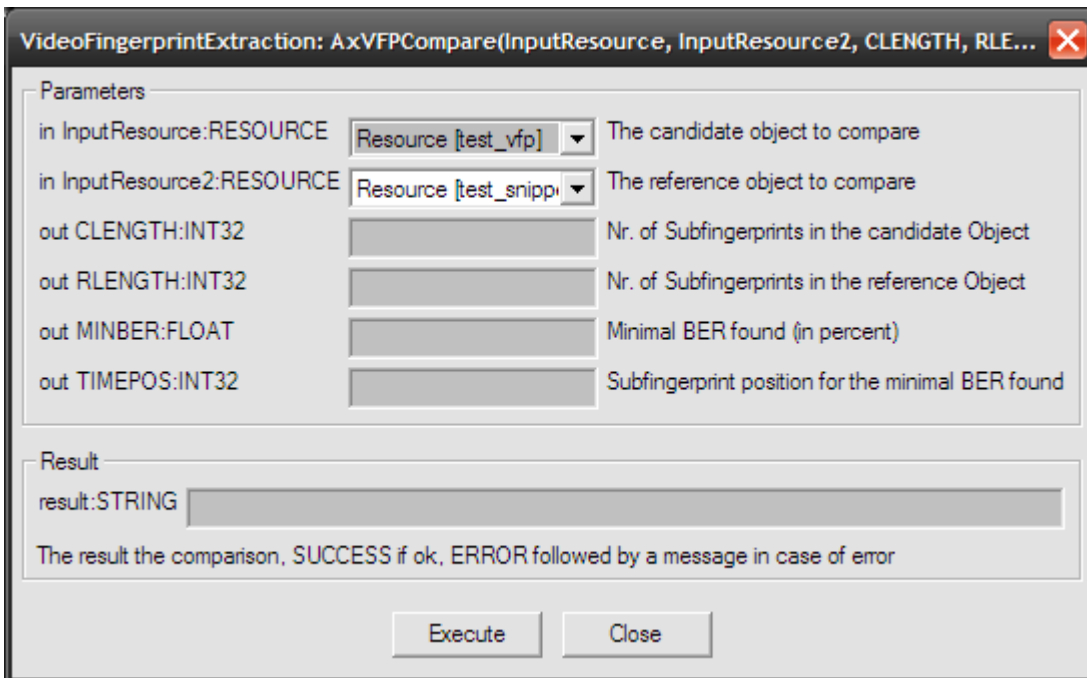 VideoFingerprintExtraction: AxVFPCompare(InputResource, InputResource2, CLENGTH, RLE...
Parameters
in InputResource:RESOURCE Resource [test_vfp] The candidate object to compare
in InputResource2:RESOURCE Resource [test_snippe The reference object to compare
out CLENGTH:INT32 Nr. of Subfingerprints in the candidate Object
out RLENGTH:INT32 Nr. of Subfingerprints in the reference Object
out MINBER:FLOAT Minimal BER found (in percent)
out TIMEPOS:INT32 Subfingerprint position for the minimal BER found
Result
result:STRING
The result the comparison, SUCCESS if ok, ERROR followed by a message in case of error
Execute Close